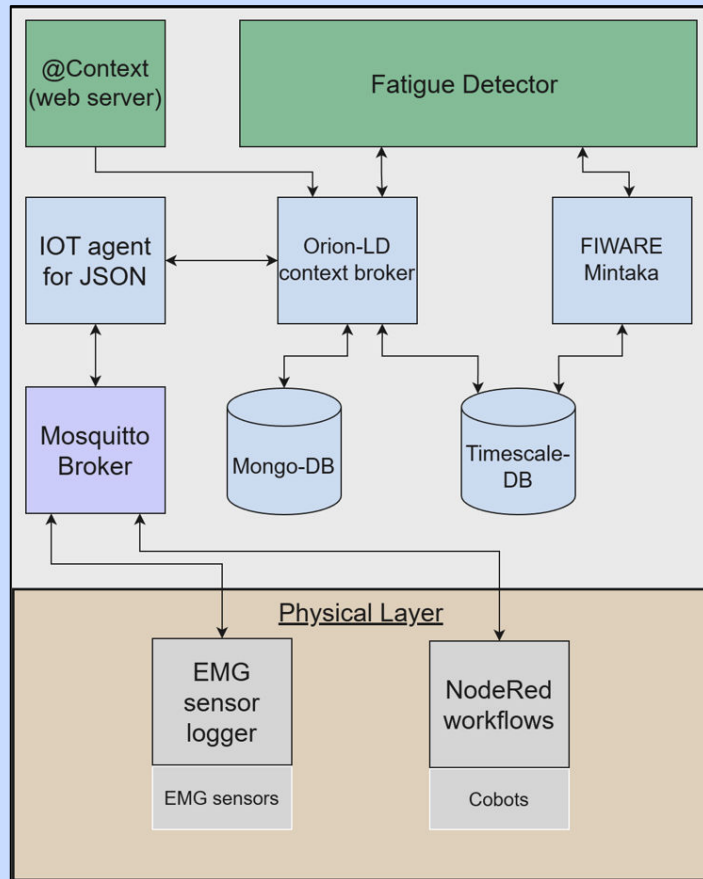 @Context
(web server)
Fatigue Detector
IOT agent
for JSON
Orion-LD
context broker
FIWARE
Mintaka
Mosquitto
Broker
Mongo-DB
Timescale-
DB
Physical Layer
EMG
sensor
logger
EMG sensors
NodeRed
workflows
Cobots